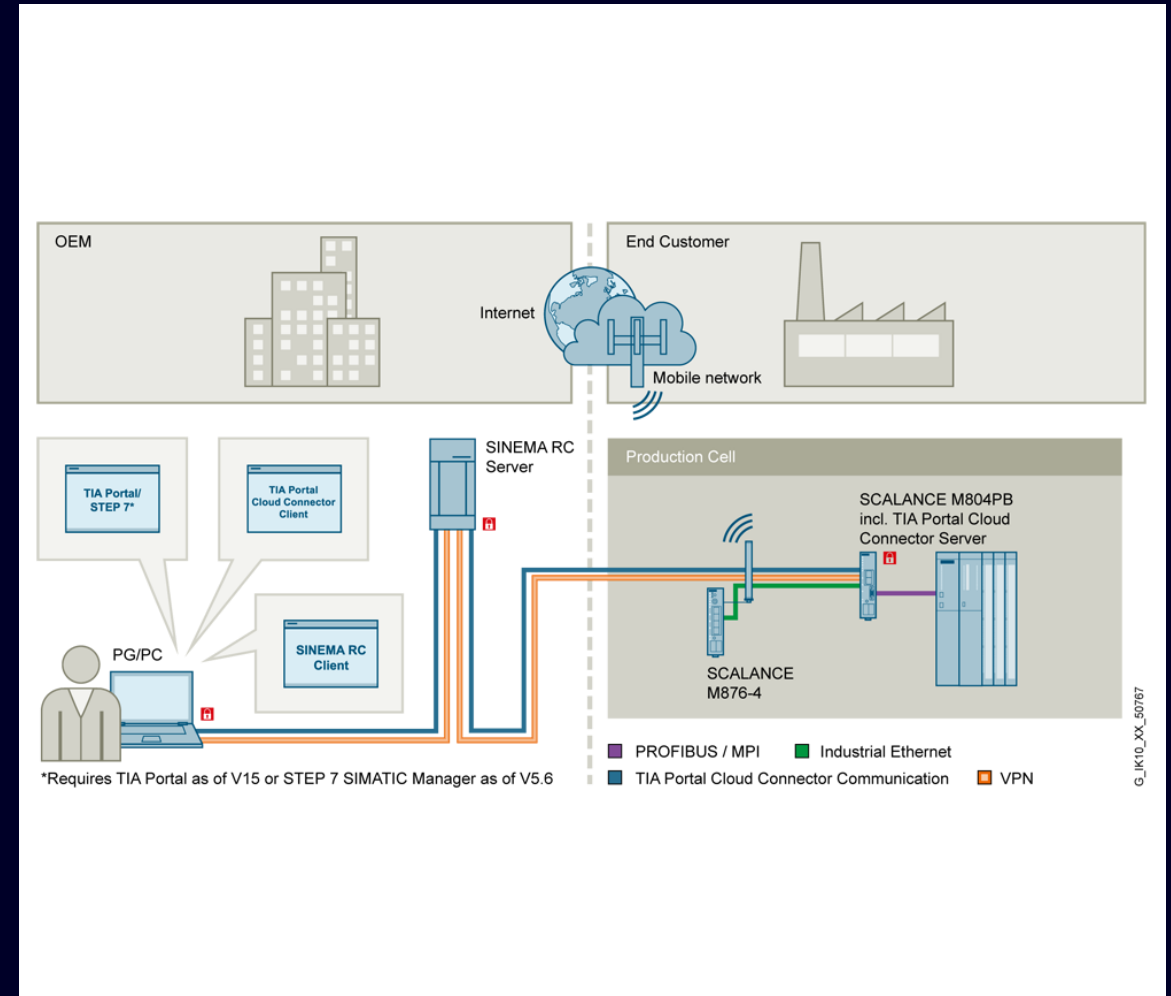 OEM
End Customer
Internet
Mobile network
TIA Portal/
STEP 7*
TIA Portal
Cloud Connector
Client
SINEMA RC
Server
Production Cell
SCALANCE M804PB
incl. TIA Portal Cloud
Connector Server
PG/PC
SINEMA RC
Client
SCALANCE
M876-4
PROFIBUS / MPI
Industrial Ethernet
*Requires TIA Portal as of V15 or STEP 7 SIMATIC Manager as of V5.6
TIA Portal Cloud Connector Communication
VPN
G_IK10_XX_50767